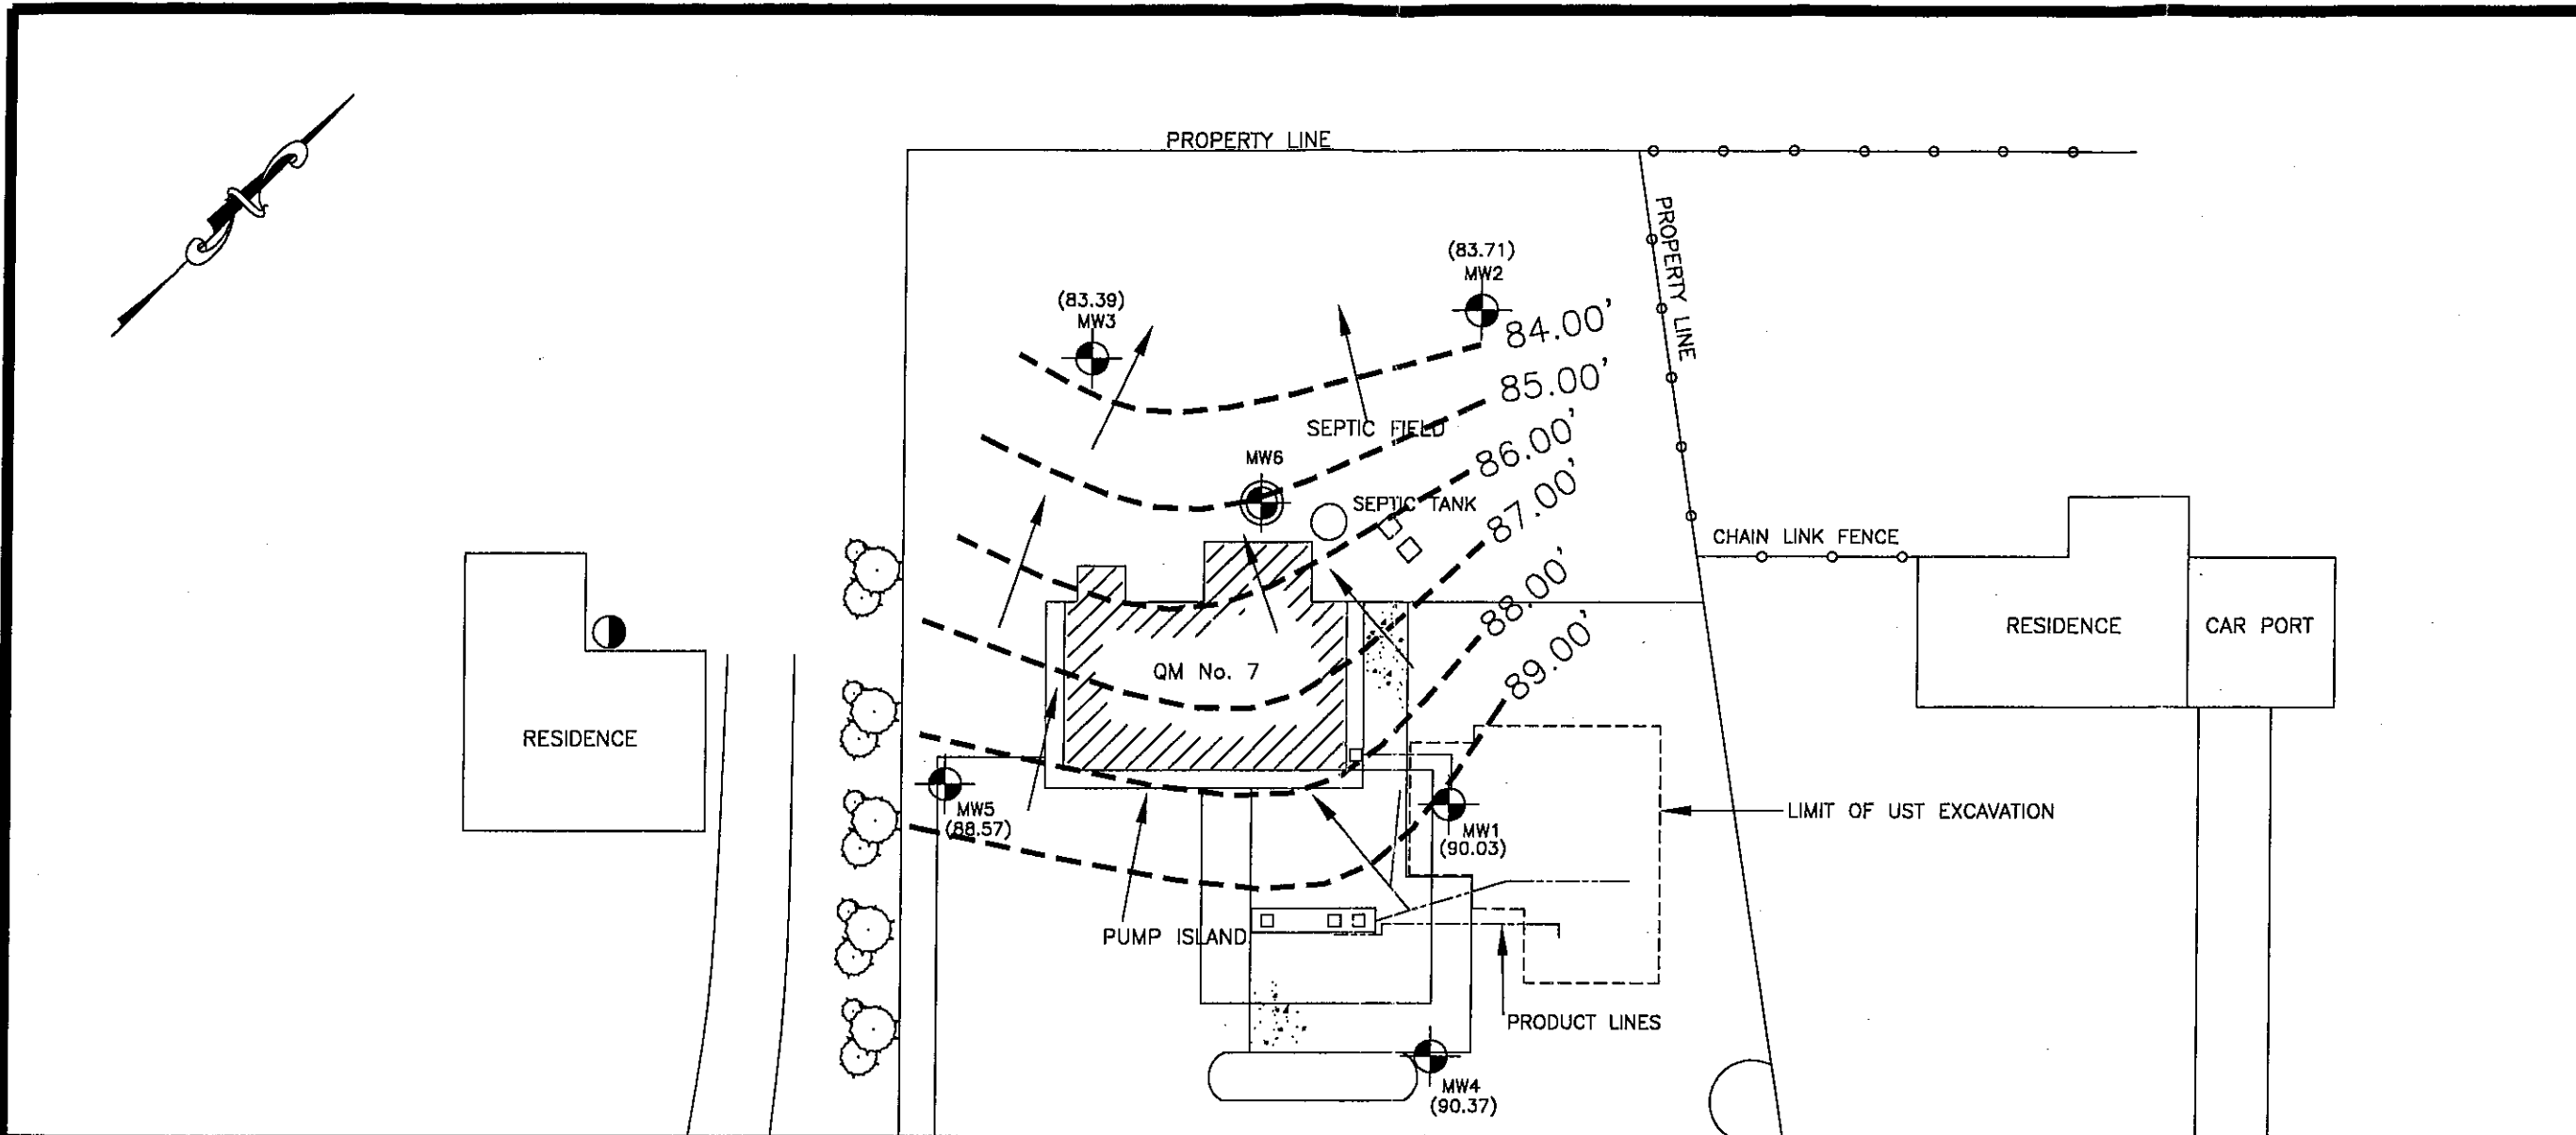 PROPERTY LINE
PROPERTY LINE
(83.71)
MW2
(83.39)
MW3
84.00'
85.00'
SEPTIC FIELD
86.00'
MW6
87.00'
SEPTIC TANK
CHAIN LINK FENCE
88.00'
89.00'
RESIDENCE
CAR PORT
QM No. 7
RESIDENCE
MW5
(88.57)
LIMIT OF UST EXCAVATION
MW1
(90.03)
PUMP ISLAND
PRODUCT LINES
MW4
(90.37)